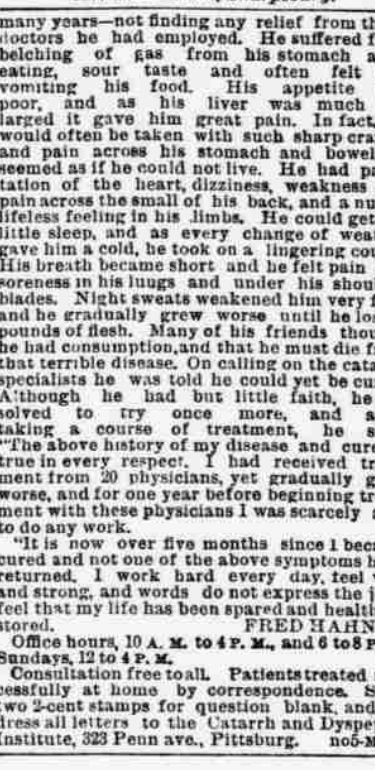 many years—not finding any relief from th
doctors he had employed. He suffered f
belching of gas from his stomach a
eating, sour taste and often felt
vomiting his food. His appetite
poor, and as his liver was much
larged it gave him great pain. In fact,
would often be taken with such sharp cra
and pain across his stomach and bowel
seemed as if he could not live. He had pa
tation of the heart, dizziness, weakness
pain across the small of his back, and a nu
lifeless feeling in his limbs. He could get
little sleep, and as every change of wea
gave him a cold, he took on a lingering cou
His breath became short and he felt pain
soreness in his luugs and under his shou
blades. Night sweats weakened him very f
and he gradually grew worse until he lo
pounds of flesh. Many of his friends thou
he had consumption,and that he must die f
that terrible disease. On calling on the cata
specialists he was told he could yet be cu
Although he had but little faith, he
solved to try once more, and a
taking a course of treatment, he s
"The above history of my disease and cure
true in every respect. I had received tr
ment from 20 physicians, yet gradually g
worse, and for one year before beginning tr
ment with these physicians I was scarcely
to do any work.
"It is now over five months since I beca
cured and not one of the above symptoms h
returned. I work hard every day, feel
and strong, and words do not express the j
feel that my life has been spared and health
stored. FRED HAHN
Office hours, 10 A. M. to 4 P. M., and 6 to 8 P
Sundays, 12 to 4 P. M.
Consultation free to all. Patients treated
cessfully at home by correspondence. S
two 2-cent stamps for question blank, and
dress all letters to the Catarrh and Dyspe
Institute, 323 Penn ave., Pittsburg. no5-M